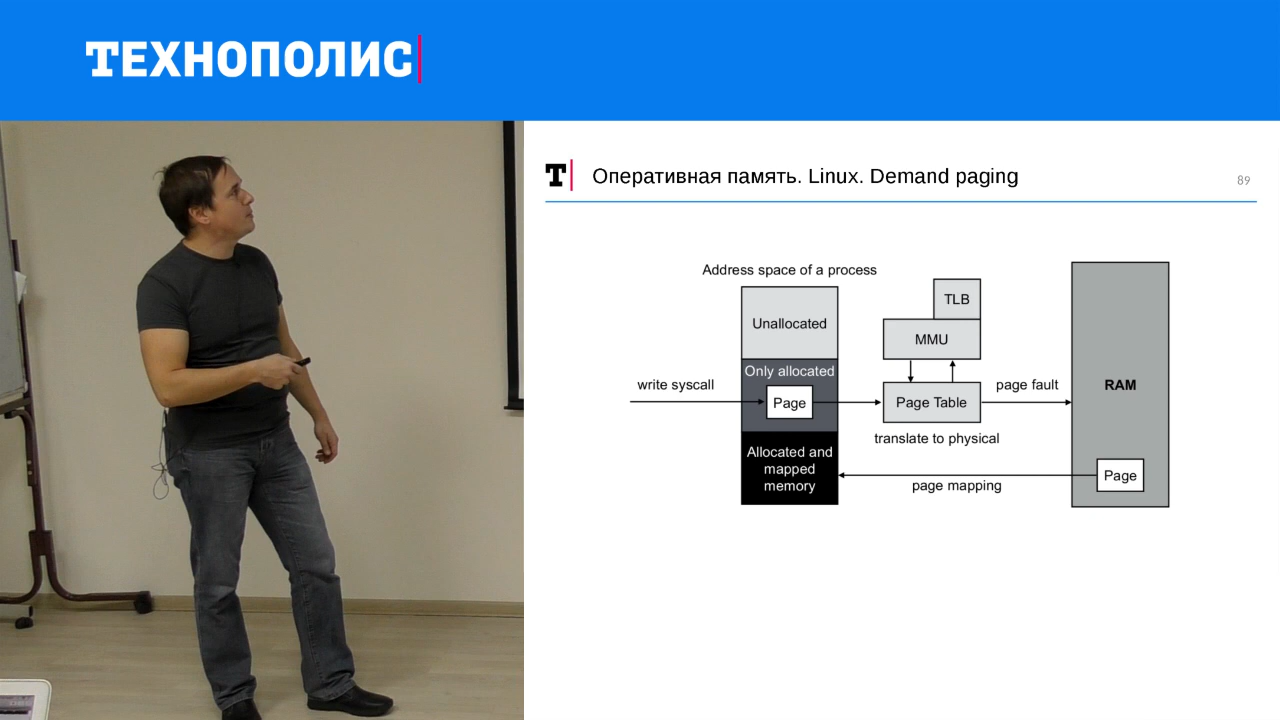 ТЕХНОПОЛИС
T
Оперативная память. Linux. Demand paging
89
Address space of a process
Unallocated
Only allocated
Page
Allocated and
mapped
memory
write syscall
TLB
MMU
Page Table
translate to physical
page fault
RAM
Page
page mapping